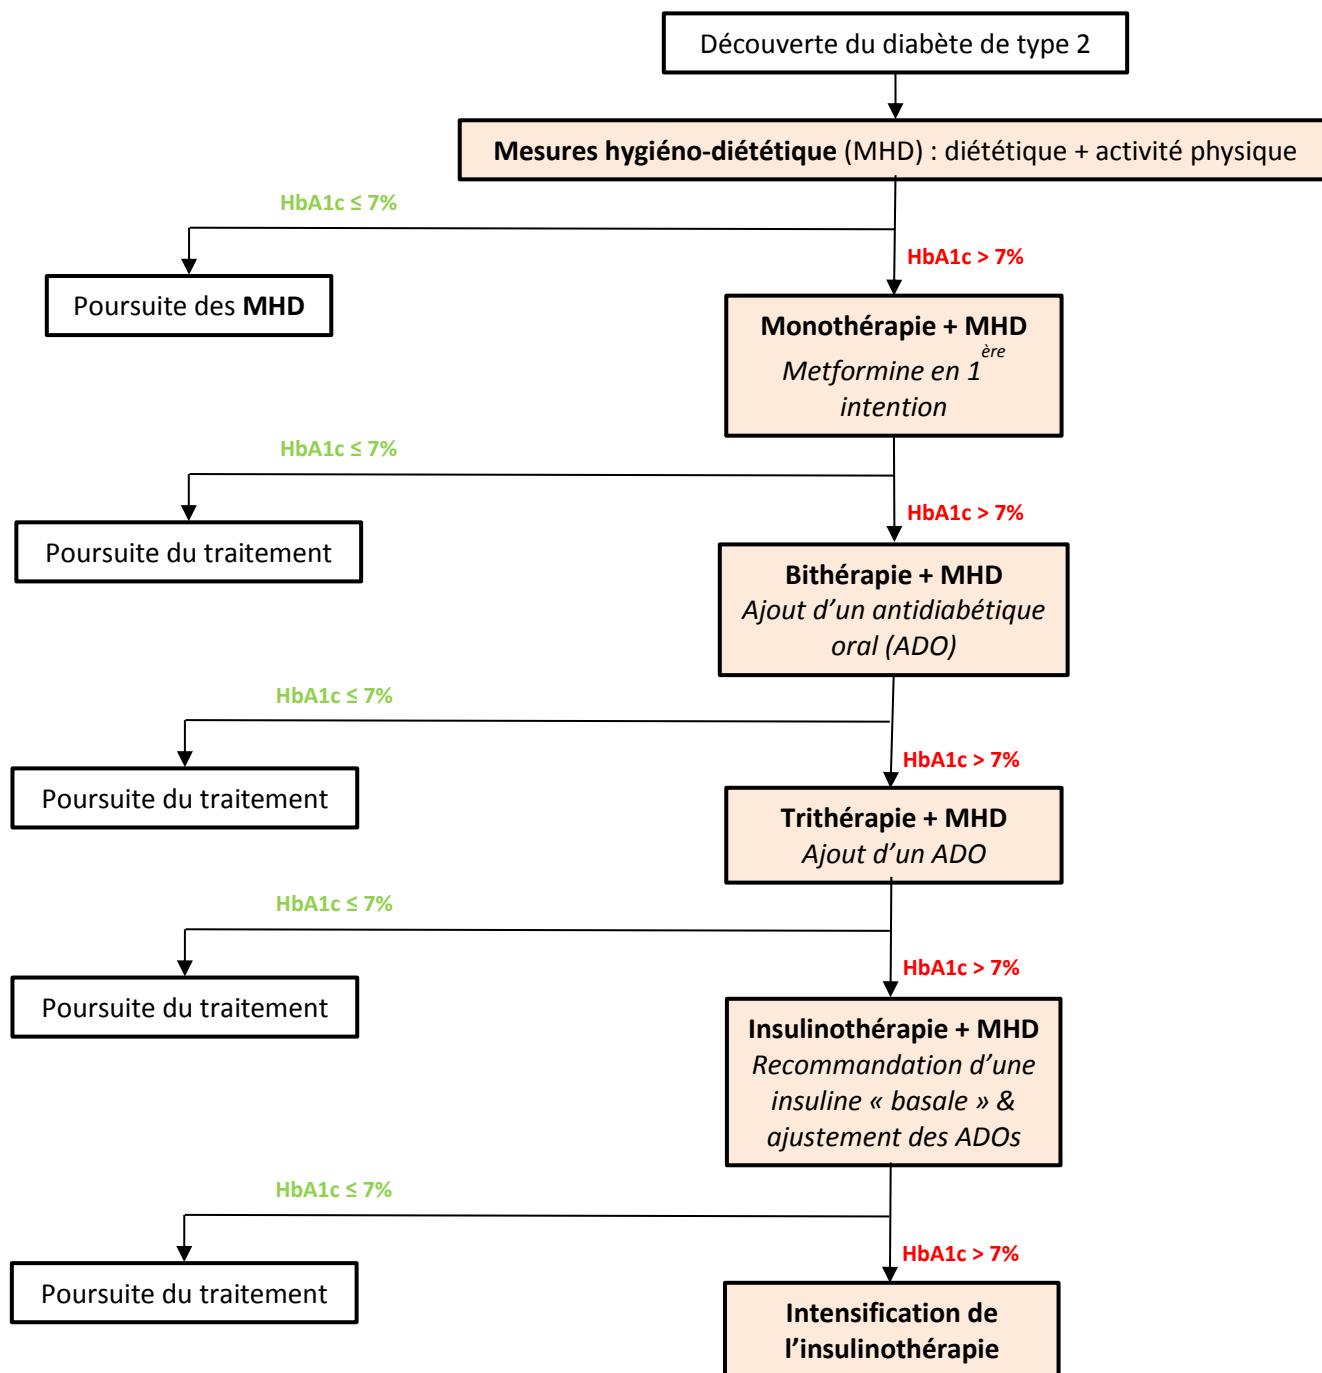 Découverte du diabète de type 2
Mesures hygiéno-diététique (MHD) : diététique + activité physique
HbA1c ≤ 7%
HbA1c > 7%
Poursuite des MHD
Monothérapie + MHD
Metformine en 1ère
intention
HbA1c ≤ 7%
HbA1c > 7%
Poursuite du traitement
Bithérapie + MHD
Ajout d’un antidiabétique
oral (ADO)
HbA1c ≤ 7%
HbA1c > 7%
Poursuite du traitement
Trithérapie + MHD
Ajout d’un ADO
HbA1c ≤ 7%
HbA1c > 7%
Poursuite du traitement
Insulinothérapie + MHD
Recommandation d’une
insuline « basale » &
ajustement des ADOs
HbA1c ≤ 7%
HbA1c > 7%
Poursuite du traitement
Intensification de
l’insulinothérapie